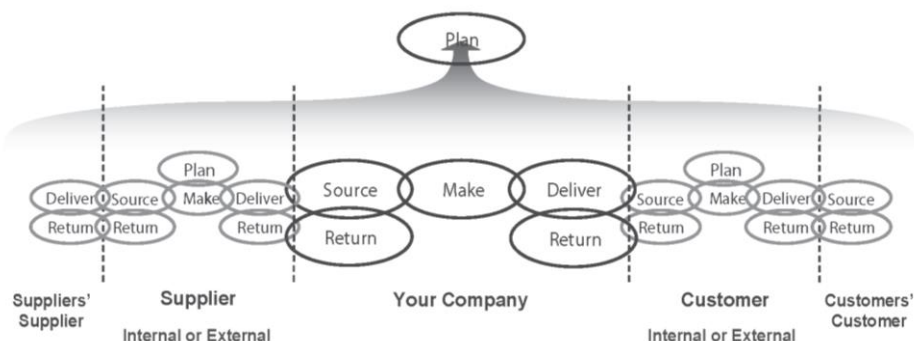 Plan
Plan
Plan
Deliver Source Make Deliver Source Make Deliver Source Make Deliver Source
Return Return Return Return Return Return Return Return
Suppliers' Supplier Your Company Customer Customers'
Supplier Customer
Internal or External Internal or External